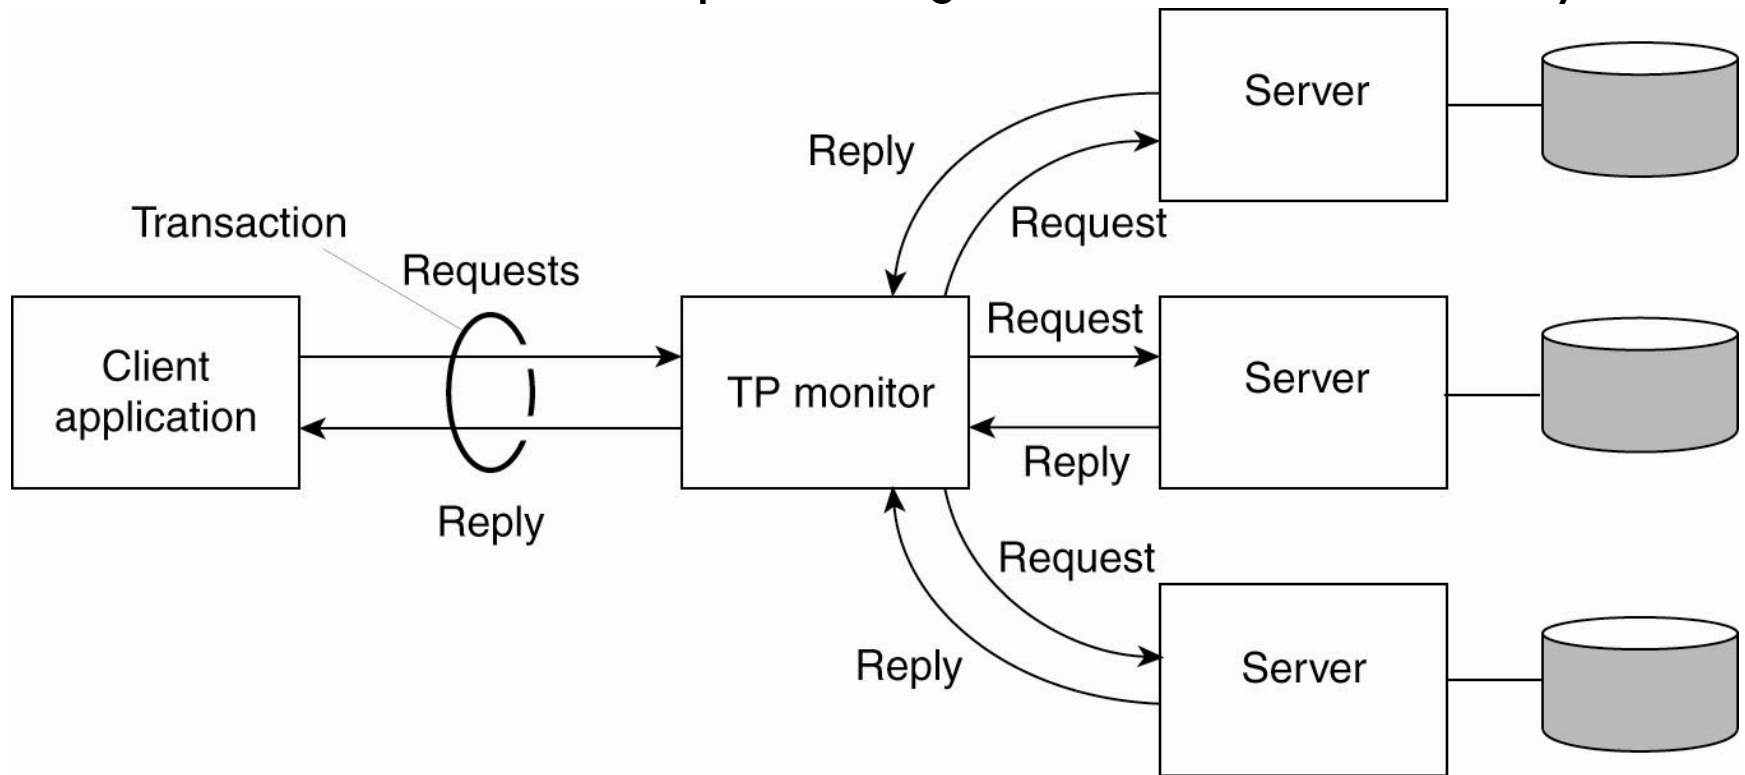 Server
Reply
Request
Transaction
Requests
Client
application
TP monitor
Request
Server
Reply
Reply
Request
Reply
Server